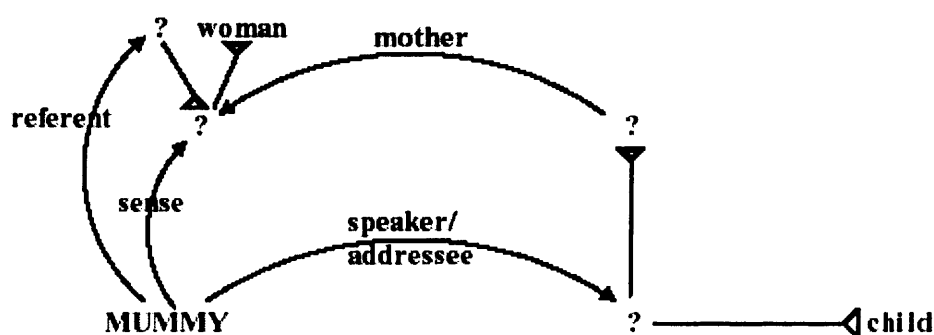 ? woman
mother
referent
? ?
sense
speaker/
addressee
MUMMY ? child